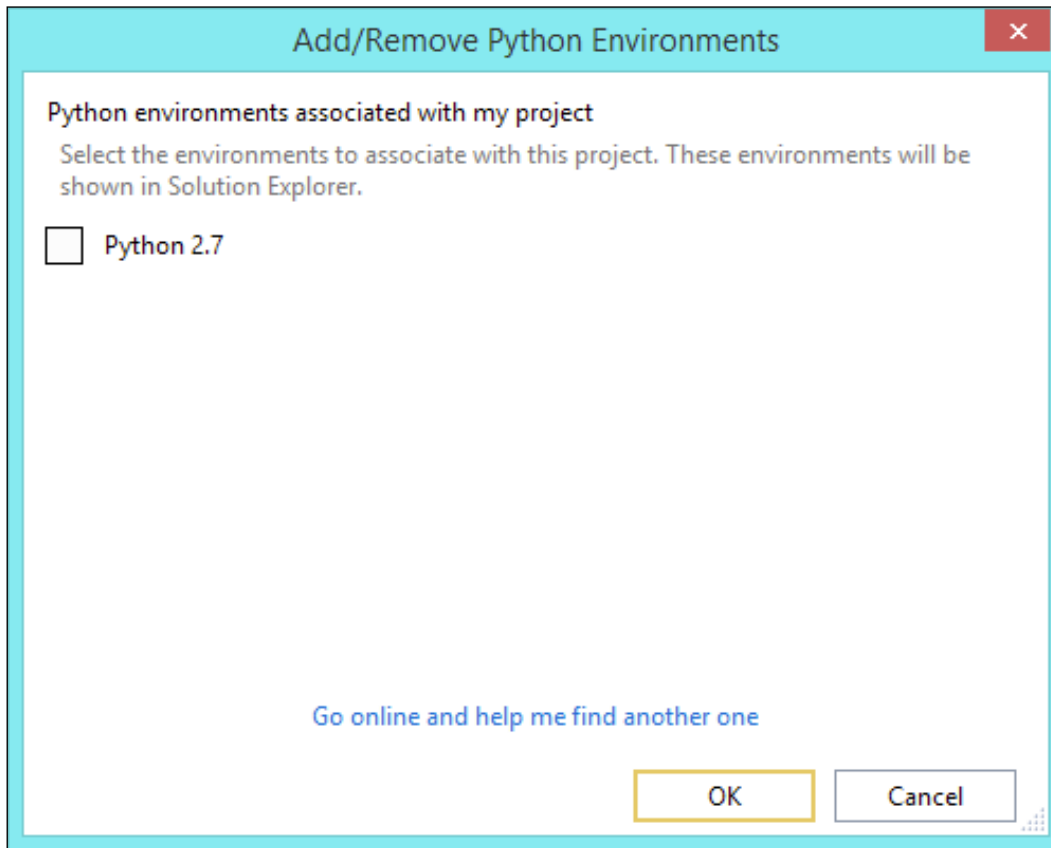 Add/Remove Python Environments
Python environments associated with my project
Select the environments to associate with this project. These environments will be
shown in Solution Explorer.
Python 2.7
Go online and help me find another one
OK
Cancel